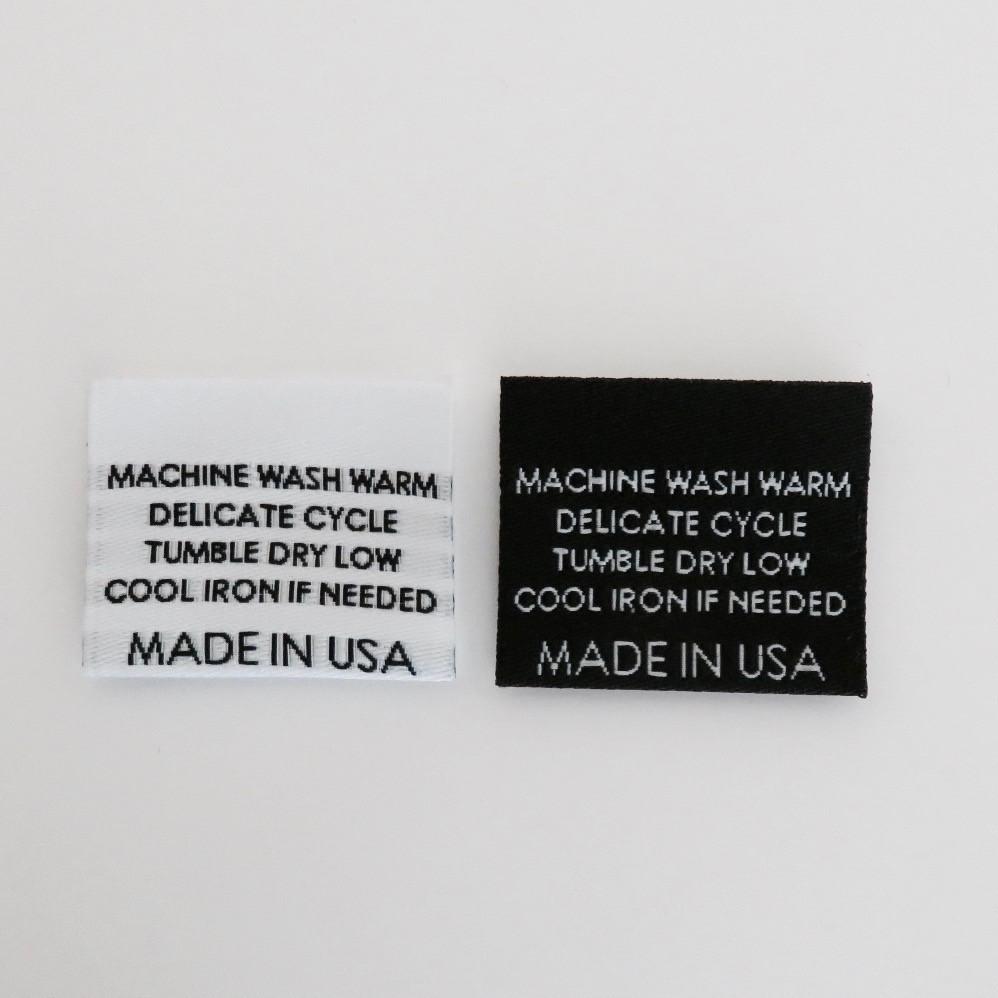 MACHINE WASH WARM
DELICATE CYCLE
TUMBLE DRY LOW
COOL IRON IF NEEDED
MADE IN USA
MACHINE WASH WARM
DELICATE CYCLE
TUMBLE DRY LOW
COOL IRON IF NEEDED
MADE IN USA